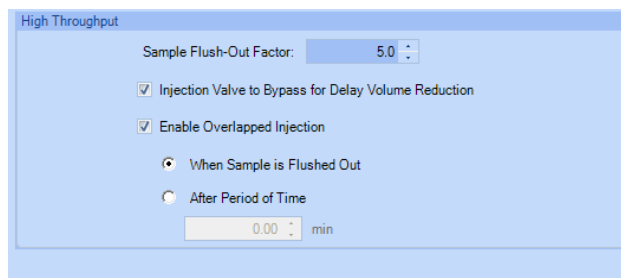 High Throughput
Sample Flush-Out Factor: 5.0
Injection Valve to Bypass for Delay Volume Reduction
Enable Overlapped Injection
When Sample is Flushed Out
After Period of Time
0.00 min